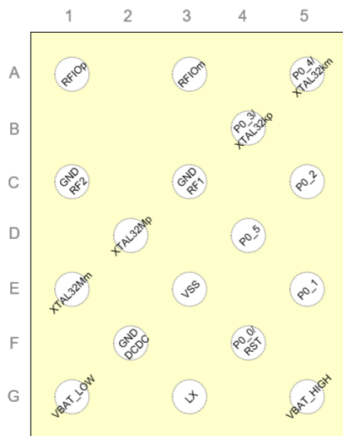 1 2 3 4 5
A RFIOp RFIOm P0_4/
XTAL32km
B P0_3/
XTAL32kp
C GND
RF2 GND
RF1 P0_2
D XTAL32Mp P0_5
E XTAL32Mm VSS P0_1
F GND
DCDC P0_0/
RST
G VBAT_LOW LX VBAT_HIGH